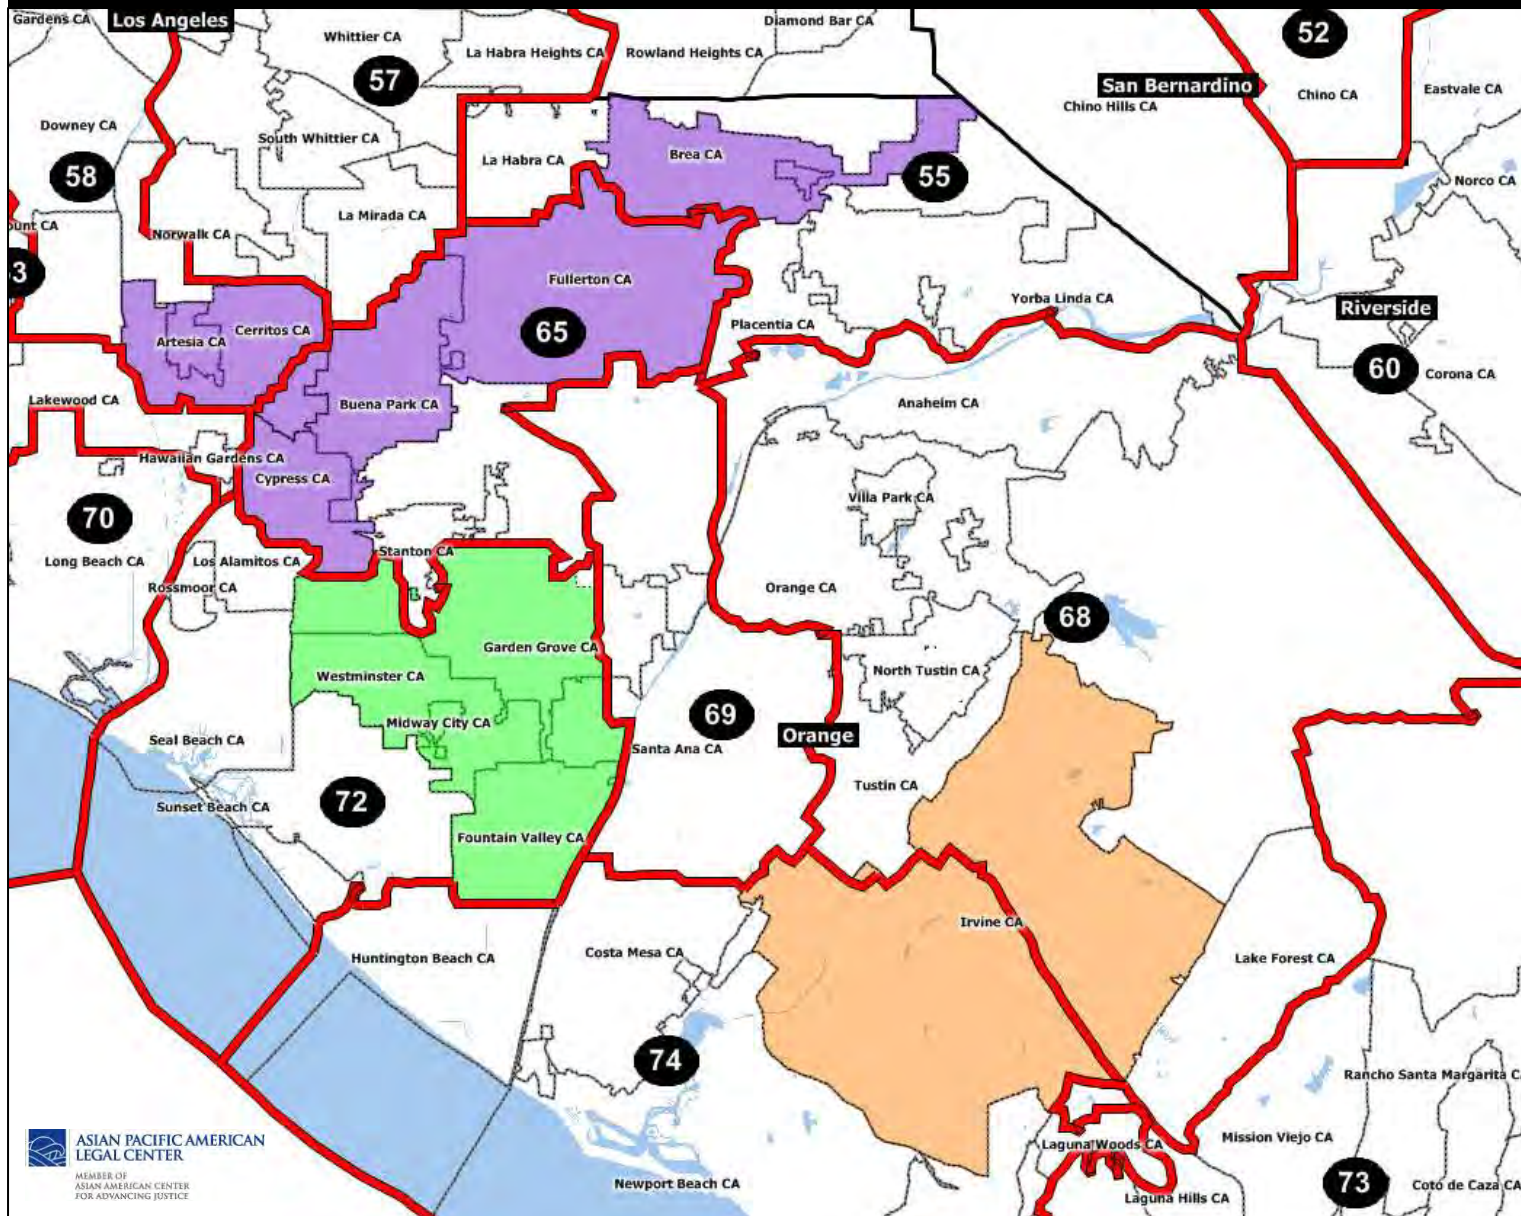 Gardens CA
Los Angeles
Whittier CA
La Habra Heights CA
Rowland Heights CA
Diamond Bar CA
52
57
San Bernardino
Chino Hills CA
Chino CA
Eastvale CA
Downey CA
South Whittier CA
La Habra CA
Brea CA
58
55
Norco CA
La Mirada CA
ount CA
Norwalk CA
3
Fullerton CA
Yorba Linda CA
Riverside
Artesia CA
Cerritos CA
65
Placentia CA
60
Corona CA
Lakewood CA
Buena Park CA
Anaheim CA
Hawaiian Gardens CA
Cypress CA
Villa Park CA
70
Stanton CA
Long Beach CA
Los Alamitos CA
Rossmoor CA
Orange CA
68
Garden Grove CA
Westminster CA
North Tustin CA
Midway City CA
69
Seal Beach CA
Santa Ana CA
Orange
Tustin CA
72
Sunset Beach CA
Fountain Valley CA
Irvine CA
Huntington Beach CA
Costa Mesa CA
Lake Forest CA
74
Rancho Santa Margarita C
ASIAN PACIFIC AMERICAN
LEGAL CENTER
MEMBER OF
ASIAN AMERICAN CENTER
FOR ADVANCING JUSTICE
Laguna Woods CA
Mission Viejo CA
Newport Beach CA
Laguna Hills CA
73
Coto de Caza CA